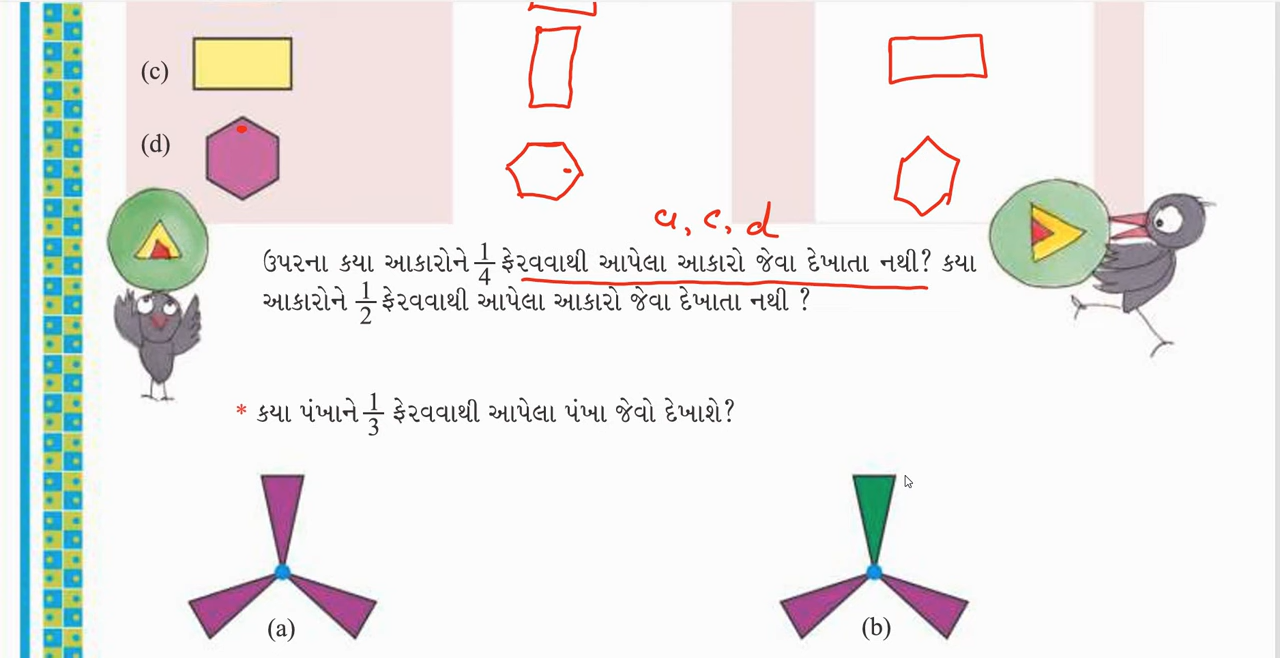 (c)
(d)
a, c, d
ઉપરના કયા આકારોને 1/4 ફેરવવાથી આપેલા આકારો જેવા દેખાતા નથી? કયા
આકારોને 1/2 ફેરવવાથી આપેલા આકારો જેવા દેખાતા નથી ?
* કયા પંખાને 1/3 ફેરવવાથી આપેલા પંખા જેવો દેખાશે?
(a) (b)